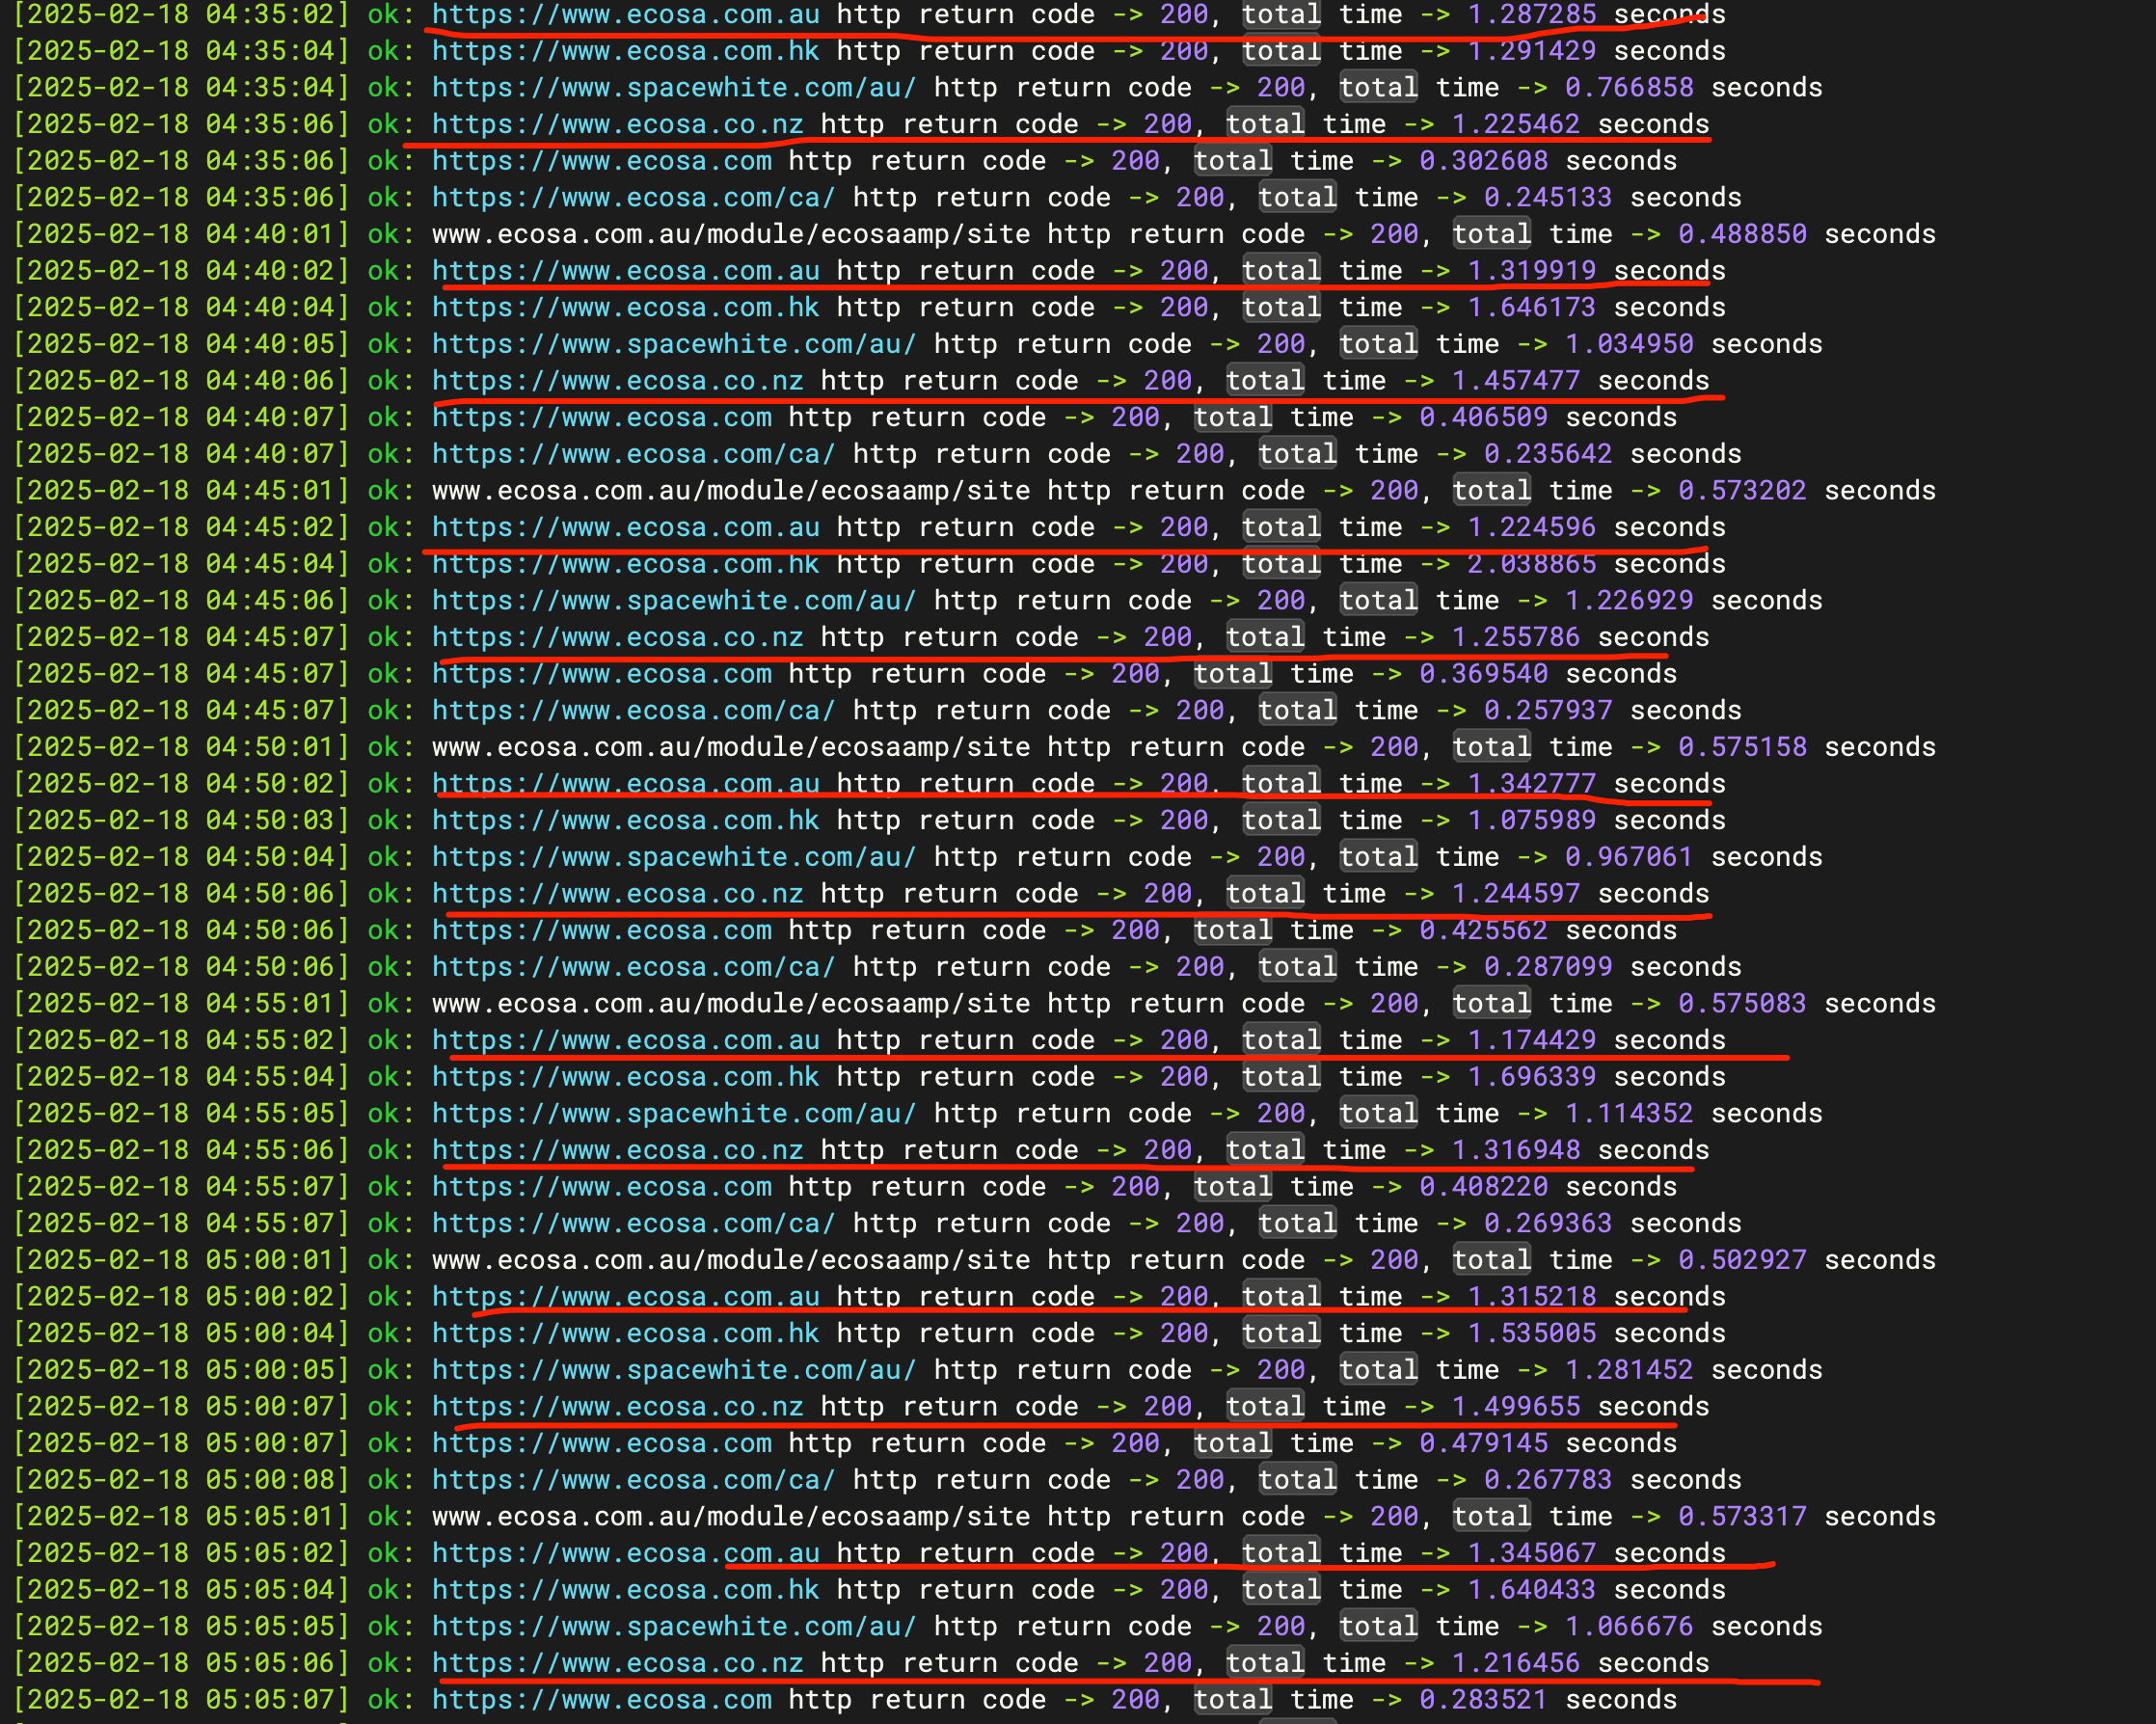 [2025-02-18 04:35:02] ok: https://www.ecosa.com.au http return code -> 200, total time -> 1.287285 seconds
[2025-02-18 04:35:04] ok: https://www.ecosa.com.hk http return code -> 200, total time -> 1.291429 seconds
[2025-02-18 04:35:04] ok: https://www.spacewhite.com/au/ http return code -> 200, total time -> 0.766858 seconds
[2025-02-18 04:35:06] ok: https://www.ecosa.co.nz http return code -> 200, total time -> 1.225462 seconds
[2025-02-18 04:35:06] ok: https://www.ecosa.com http return code -> 200, total time -> 0.302608 seconds
[2025-02-18 04:35:06] ok: https://www.ecosa.com/ca/ http return code -> 200, total time -> 0.245133 seconds
[2025-02-18 04:40:01] ok: www.ecosa.com.au/module/ecosaamp/site http return code -> 200, total time -> 0.488850 seconds
[2025-02-18 04:40:02] ok: https://www.ecosa.com.au http return code -> 200, total time -> 1.319919 seconds
[2025-02-18 04:40:04] ok: https://www.ecosa.com.hk http return code -> 200, total time -> 1.646173 seconds
[2025-02-18 04:40:05] ok: https://www.spacewhite.com/au/ http return code -> 200, total time -> 1.034950 seconds
[2025-02-18 04:40:06] ok: https://www.ecosa.co.nz http return code -> 200, total time -> 1.457477 seconds
[2025-02-18 04:40:07] ok: https://www.ecosa.com http return code -> 200, total time -> 0.406509 seconds
[2025-02-18 04:40:07] ok: https://www.ecosa.com/ca/ http return code -> 200, total time -> 0.235642 seconds
[2025-02-18 04:45:01] ok: www.ecosa.com.au/module/ecosaamp/site http return code -> 200, total time -> 0.573202 seconds
[2025-02-18 04:45:02] ok: https://www.ecosa.com.au http return code -> 200, total time -> 1.224596 seconds
[2025-02-18 04:45:04] ok: https://www.ecosa.com.hk http return code -> 200, total time -> 2.038865 seconds
[2025-02-18 04:45:06] ok: https://www.spacewhite.com/au/ http return code -> 200, total time -> 1.226929 seconds
[2025-02-18 04:45:07] ok: https://www.ecosa.co.nz http return code -> 200, total time -> 1.255786 seconds
[2025-02-18 04:45:07] ok: https://www.ecosa.com http return code -> 200, total time -> 0.369540 seconds
[2025-02-18 04:45:07] ok: https://www.ecosa.com/ca/ http return code -> 200, total time -> 0.257937 seconds
[2025-02-18 04:50:01] ok: www.ecosa.com.au/module/ecosaamp/site http return code -> 200, total time -> 0.575158 seconds
[2025-02-18 04:50:02] ok: https://www.ecosa.com.au http return code -> 200, total time -> 1.342777 seconds
[2025-02-18 04:50:03] ok: https://www.ecosa.com.hk http return code -> 200, total time -> 1.075989 seconds
[2025-02-18 04:50:04] ok: https://www.spacewhite.com/au/ http return code -> 200, total time -> 0.967061 seconds
[2025-02-18 04:50:06] ok: https://www.ecosa.co.nz http return code -> 200, total time -> 1.244597 seconds
[2025-02-18 04:50:06] ok: https://www.ecosa.com http return code -> 200, total time -> 0.425562 seconds
[2025-02-18 04:50:06] ok: https://www.ecosa.com/ca/ http return code -> 200, total time -> 0.287099 seconds
[2025-02-18 04:55:01] ok: www.ecosa.com.au/module/ecosaamp/site http return code -> 200, total time -> 0.575083 seconds
[2025-02-18 04:55:02] ok: https://www.ecosa.com.au http return code -> 200, total time -> 1.174429 seconds
[2025-02-18 04:55:04] ok: https://www.ecosa.com.hk http return code -> 200, total time -> 1.696339 seconds
[2025-02-18 04:55:05] ok: https://www.spacewhite.com/au/ http return code -> 200, total time -> 1.114352 seconds
[2025-02-18 04:55:06] ok: https://www.ecosa.co.nz http return code -> 200, total time -> 1.316948 seconds
[2025-02-18 04:55:07] ok: https://www.ecosa.com http return code -> 200, total time -> 0.408220 seconds
[2025-02-18 04:55:07] ok: https://www.ecosa.com/ca/ http return code -> 200, total time -> 0.269363 seconds
[2025-02-18 05:00:01] ok: www.ecosa.com.au/module/ecosaamp/site http return code -> 200, total time -> 0.502927 seconds
[2025-02-18 05:00:02] ok: https://www.ecosa.com.au http return code -> 200, total time -> 1.315218 seconds
[2025-02-18 05:00:04] ok: https://www.ecosa.com.hk http return code -> 200, total time -> 1.535005 seconds
[2025-02-18 05:00:05] ok: https://www.spacewhite.com/au/ http return code -> 200, total time -> 1.281452 seconds
[2025-02-18 05:00:07] ok: https://www.ecosa.co.nz http return code -> 200, total time -> 1.499655 seconds
[2025-02-18 05:00:07] ok: https://www.ecosa.com http return code -> 200, total time -> 0.479145 seconds
[2025-02-18 05:00:08] ok: https://www.ecosa.com/ca/ http return code -> 200, total time -> 0.267783 seconds
[2025-02-18 05:05:01] ok: www.ecosa.com.au/module/ecosaamp/site http return code -> 200, total time -> 0.573317 seconds
[2025-02-18 05:05:02] ok: https://www.ecosa.com.au http return code -> 200, total time -> 1.345067 seconds
[2025-02-18 05:05:04] ok: https://www.ecosa.com.hk http return code -> 200, total time -> 1.640433 seconds
[2025-02-18 05:05:05] ok: https://www.spacewhite.com/au/ http return code -> 200, total time -> 1.066676 seconds
[2025-02-18 05:05:06] ok: https://www.ecosa.co.nz http return code -> 200, total time -> 1.216456 seconds
[2025-02-18 05:05:07] ok: https://www.ecosa.com http return code -> 200, total time -> 0.283521 seconds